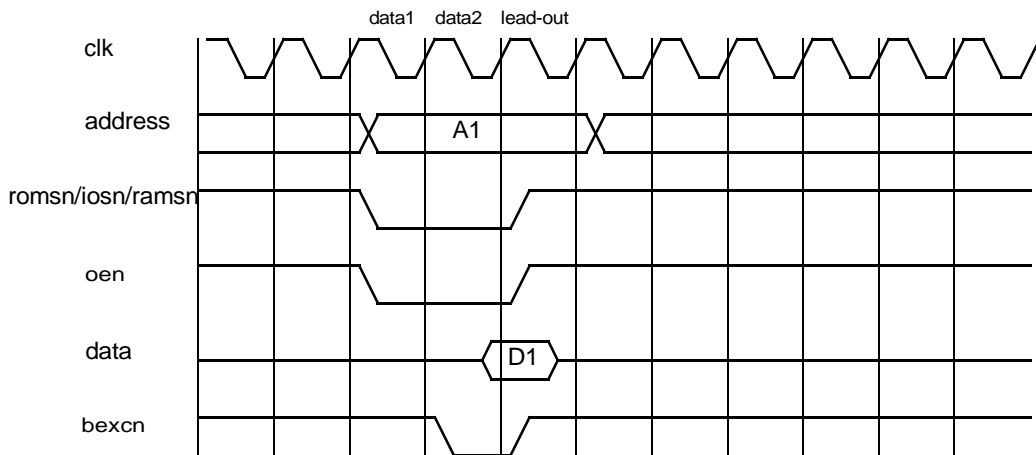 data1 data2 lead-out
clk
address
A1
romsn/iosn/ramsn
oen
data
D1
bexcn